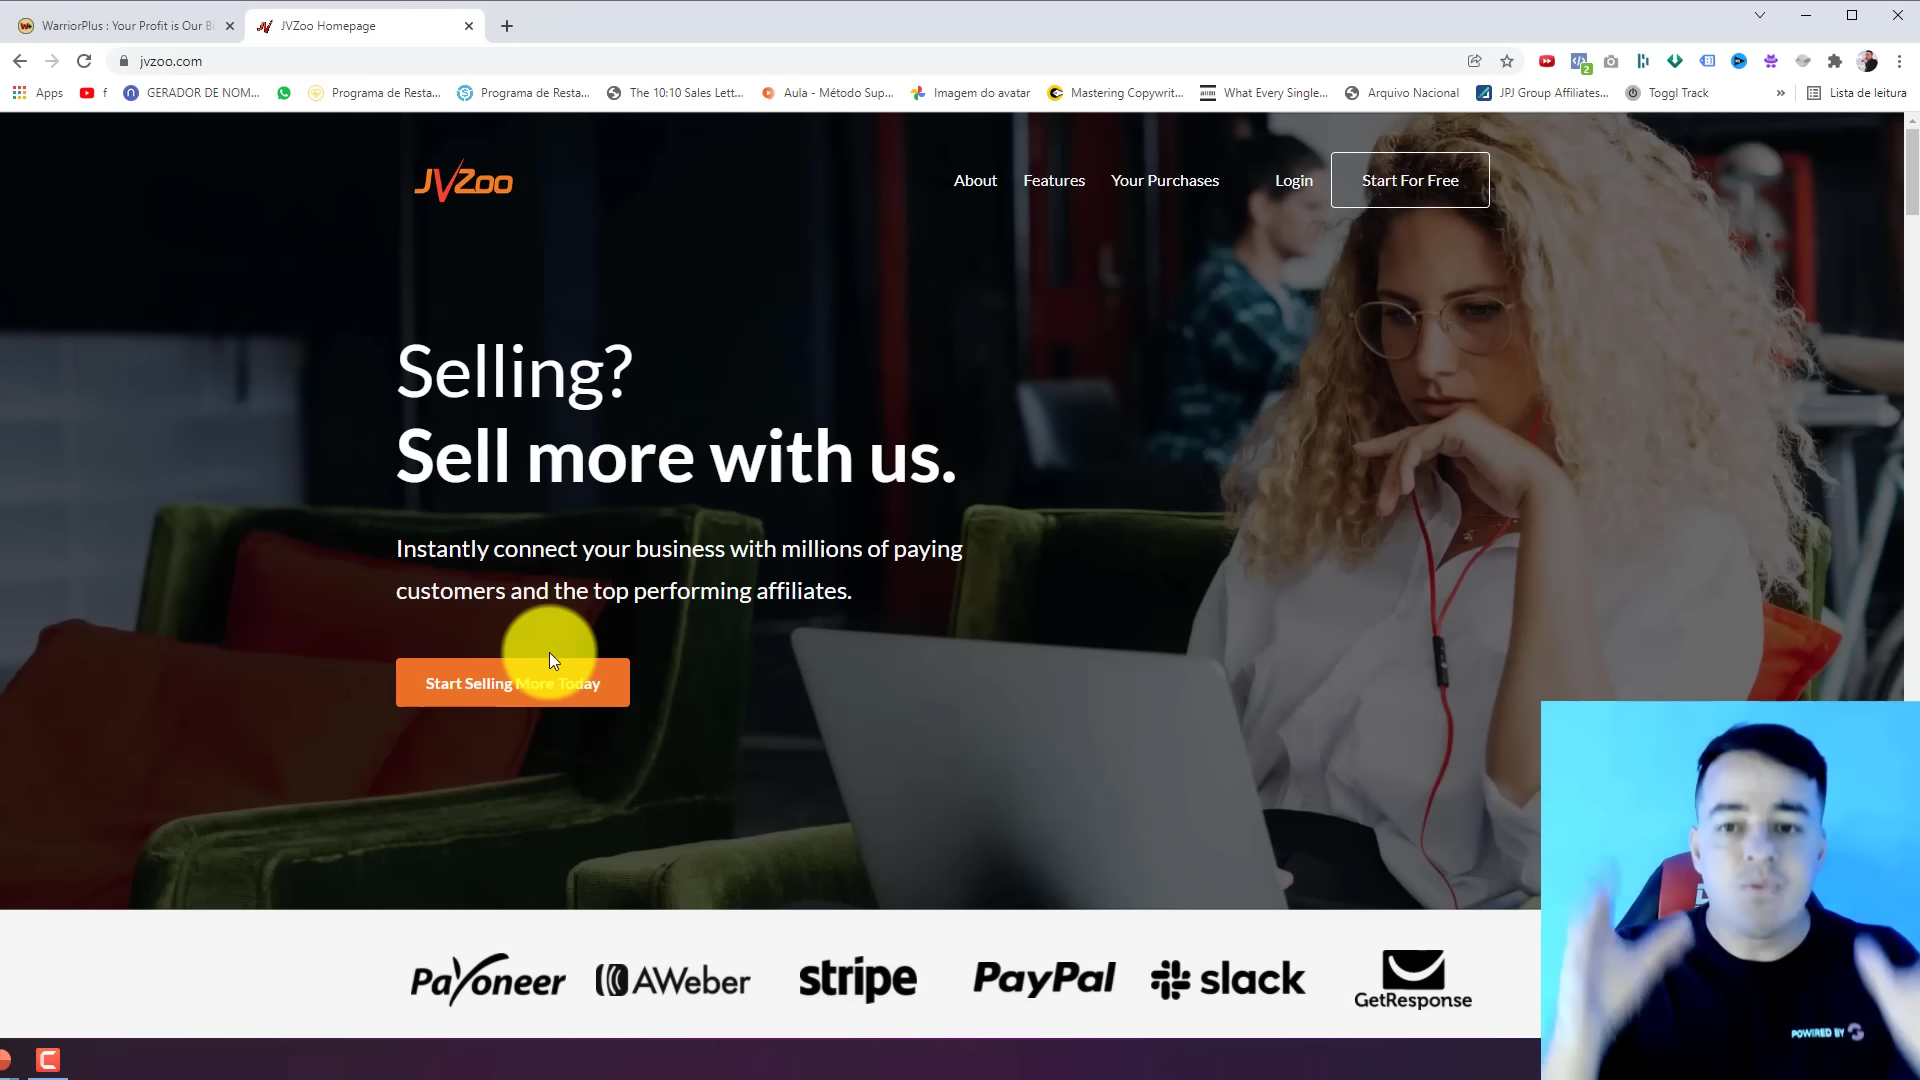 WarriorPlus : Your Profit is Our B
JVZoo Homepage
jvzoo.com
2
Apps
f
GERADOR DE NOM...
Programa de Resta...
Programa de Resta...
The 10:10 Sales Lett...
Aula - Método Sup...
Imagem do avatar
Mastering Copywrit...
What Every Single...
Arquivo Nacional
JPJ Group Affiliates...
Toggl Track
»
Lista de leitura
JVZoo
About
Features
Your Purchases
Login
Start For Free
Selling?
Sell more with us.
Instantly connect your business with millions of paying
customers and the top performing affiliates.
Start Selling More Today
Payoneer
AWeber
stripe
PayPal
slack
GetResponse
POWERED BY